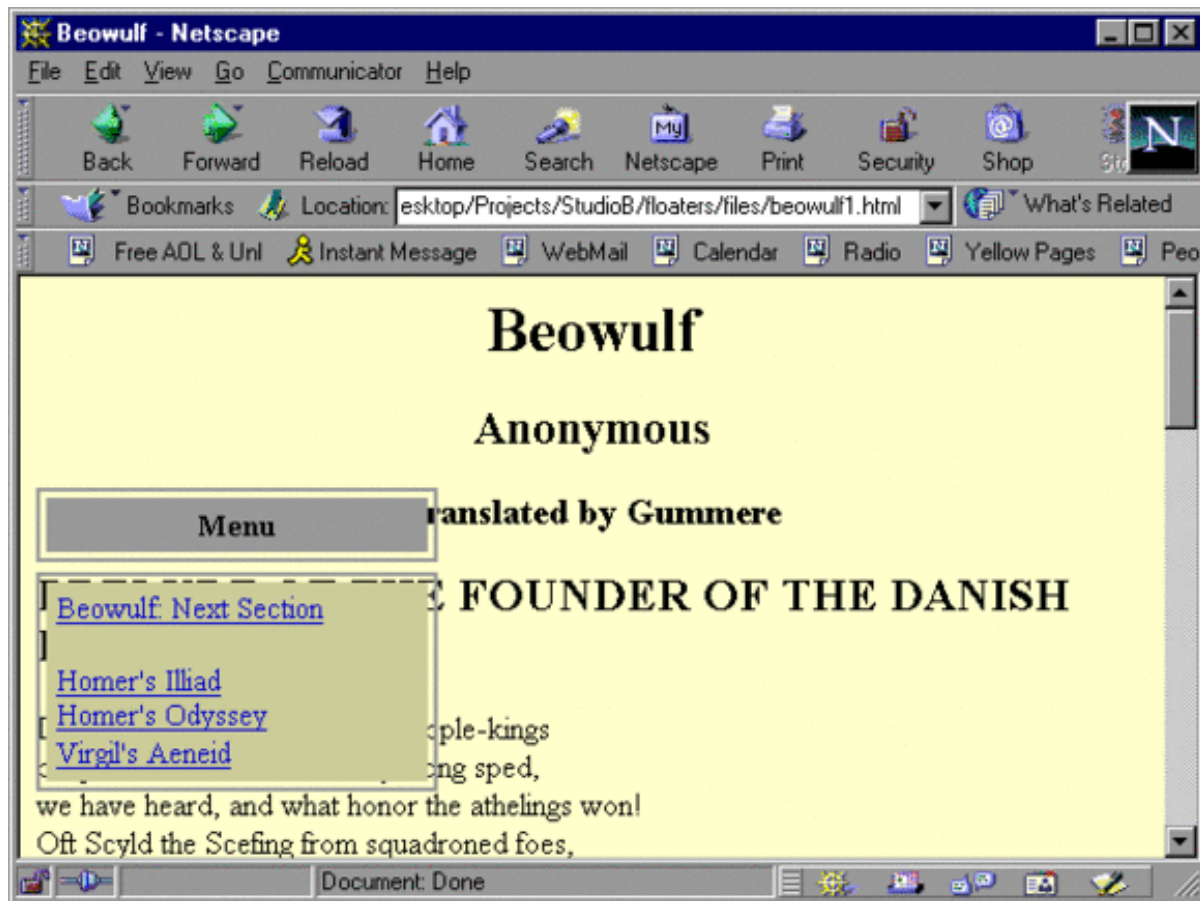 Beowulf - Netscape
File Edit View Go Communicator Help
Back Forward Reload Home Search Netscape Print Security Shop
My
N
Bookmarks Location: esktop/Projects/StudioB/floaters/files/beowulf1.html What's Related
Free AOL & Unl Instant Message WebMail Calendar Radio Yellow Pages Peo
Beowulf
Anonymous
ranslated by Gummere
Menu
E FOUNDER OF THE DANISH
Beowulf: Next Section
Homer's Illiad
Homer's Odyssey
Virgil's Aeneid
ple-kings
ng sped,
we have heard, and what honor the athelings won!
Oft Scyld the Scefing from squadroned foes,
Document: Done